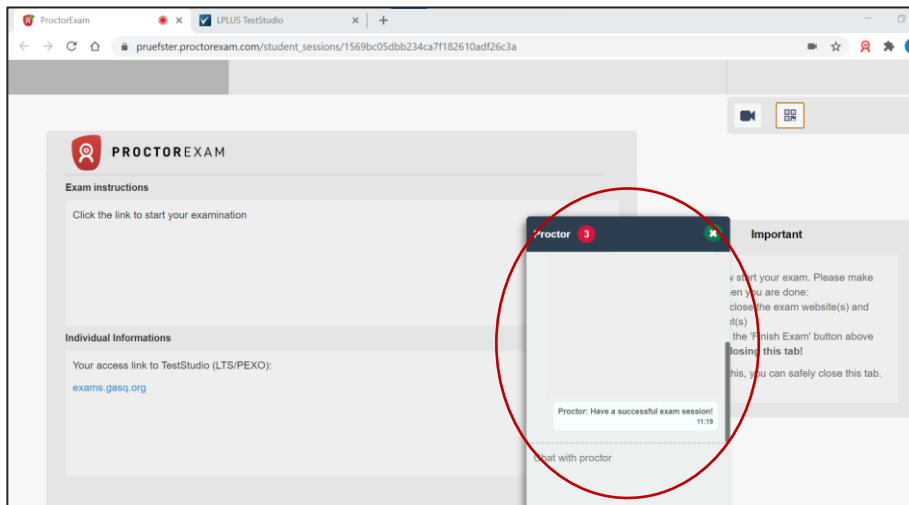 ProctorExam
LPLUS TestStudio
pruefster.proctorexam.com/student_sessions/1569bc05dbb234ca7f182610adf26c3a
PROCTOREXAM
Exam instructions
Click the link to start your examination
Individual Informations
Your access link to TestStudio (LTS/PEXO):
exams.gasq.org
Proctor 3
Proctor: Have a successful exam session!
11:19
Chat with proctor
Important
start your exam. Please make
you are done:
close the exam website(s) and
the 'Finish Exam' button above
closing this tab!
this, you can safely close this tab.